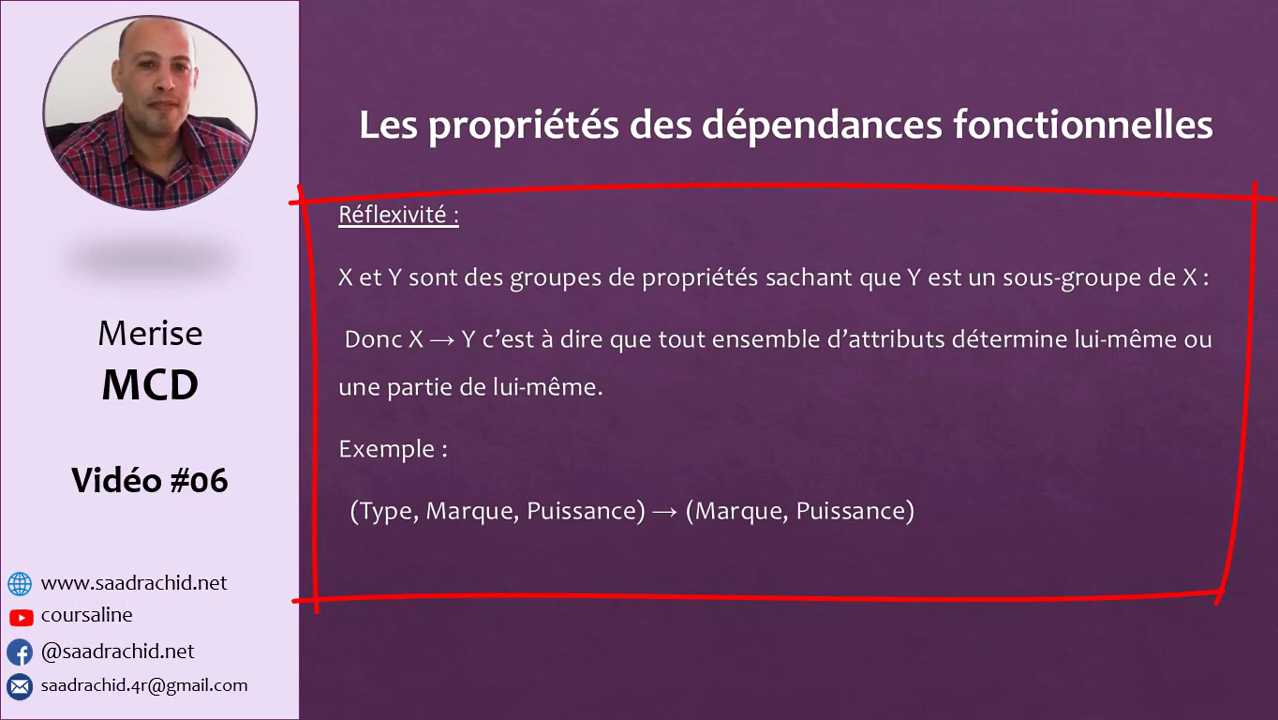 Merise
MCD
Vidéo #06
www.saadrachid.net
coursaline
@saadrachid.net
saadrachid.4r@gmail.com
Les propriétés des dépendances fonctionnelles
Réflexivité :
X et Y sont des groupes de propriétés sachant que Y est un sous-groupe de X :
Donc X → Y c’est à dire que tout ensemble d’attributs détermine lui-même ou
une partie de lui-même.
Exemple :
(Type, Marque, Puissance) → (Marque, Puissance)